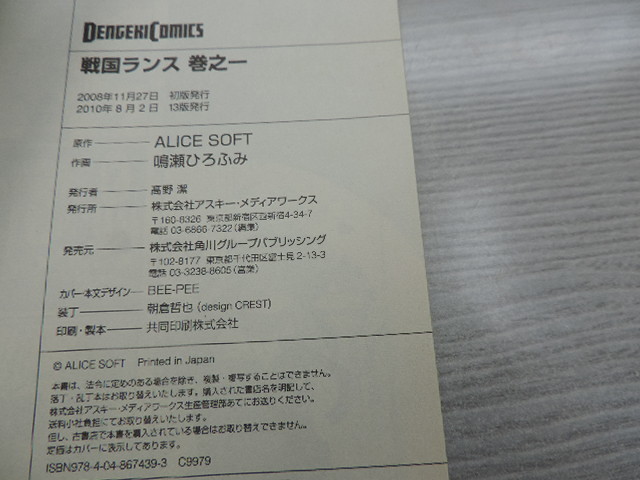 DENGEKI COMICS
戦国ランス 巻之一
2008年11月27日 初版発行
2010年8月2日 13版発行
原作 ALICE SOFT
作画 鳴瀬ひろふみ
発行者 髙野 潔
発行所 株式会社アスキー・メディアワークス
〒160-8326 東京都新宿区西新宿4-34-7
電話 03-6866-7322（編集）
発売元 株式会社角川グループパブリッシング
〒102-8177 東京都千代田区富士見2-13-3
電話 03-3238-8605（営業）
カバー・本文デザイン BEE-PEE
装丁 朝倉哲也（design CREST）
印刷・製本 共同印刷株式会社
© ALICE SOFT Printed in Japan
本書は、法令に定めのある場合を除き、複製・複写することはできません。
落丁・乱丁本はお取り替えいたします。購入された書店名を明記して、
株式会社アスキー・メディアワークス生産管理部あてにお送りください。
送料小社負担にてお取り替えいたします。
但し、古書店で本書を購入されている場合はお取り替えできません。
定価はカバーに表示してあります。
ISBN978-4-04-867439-3 C9979